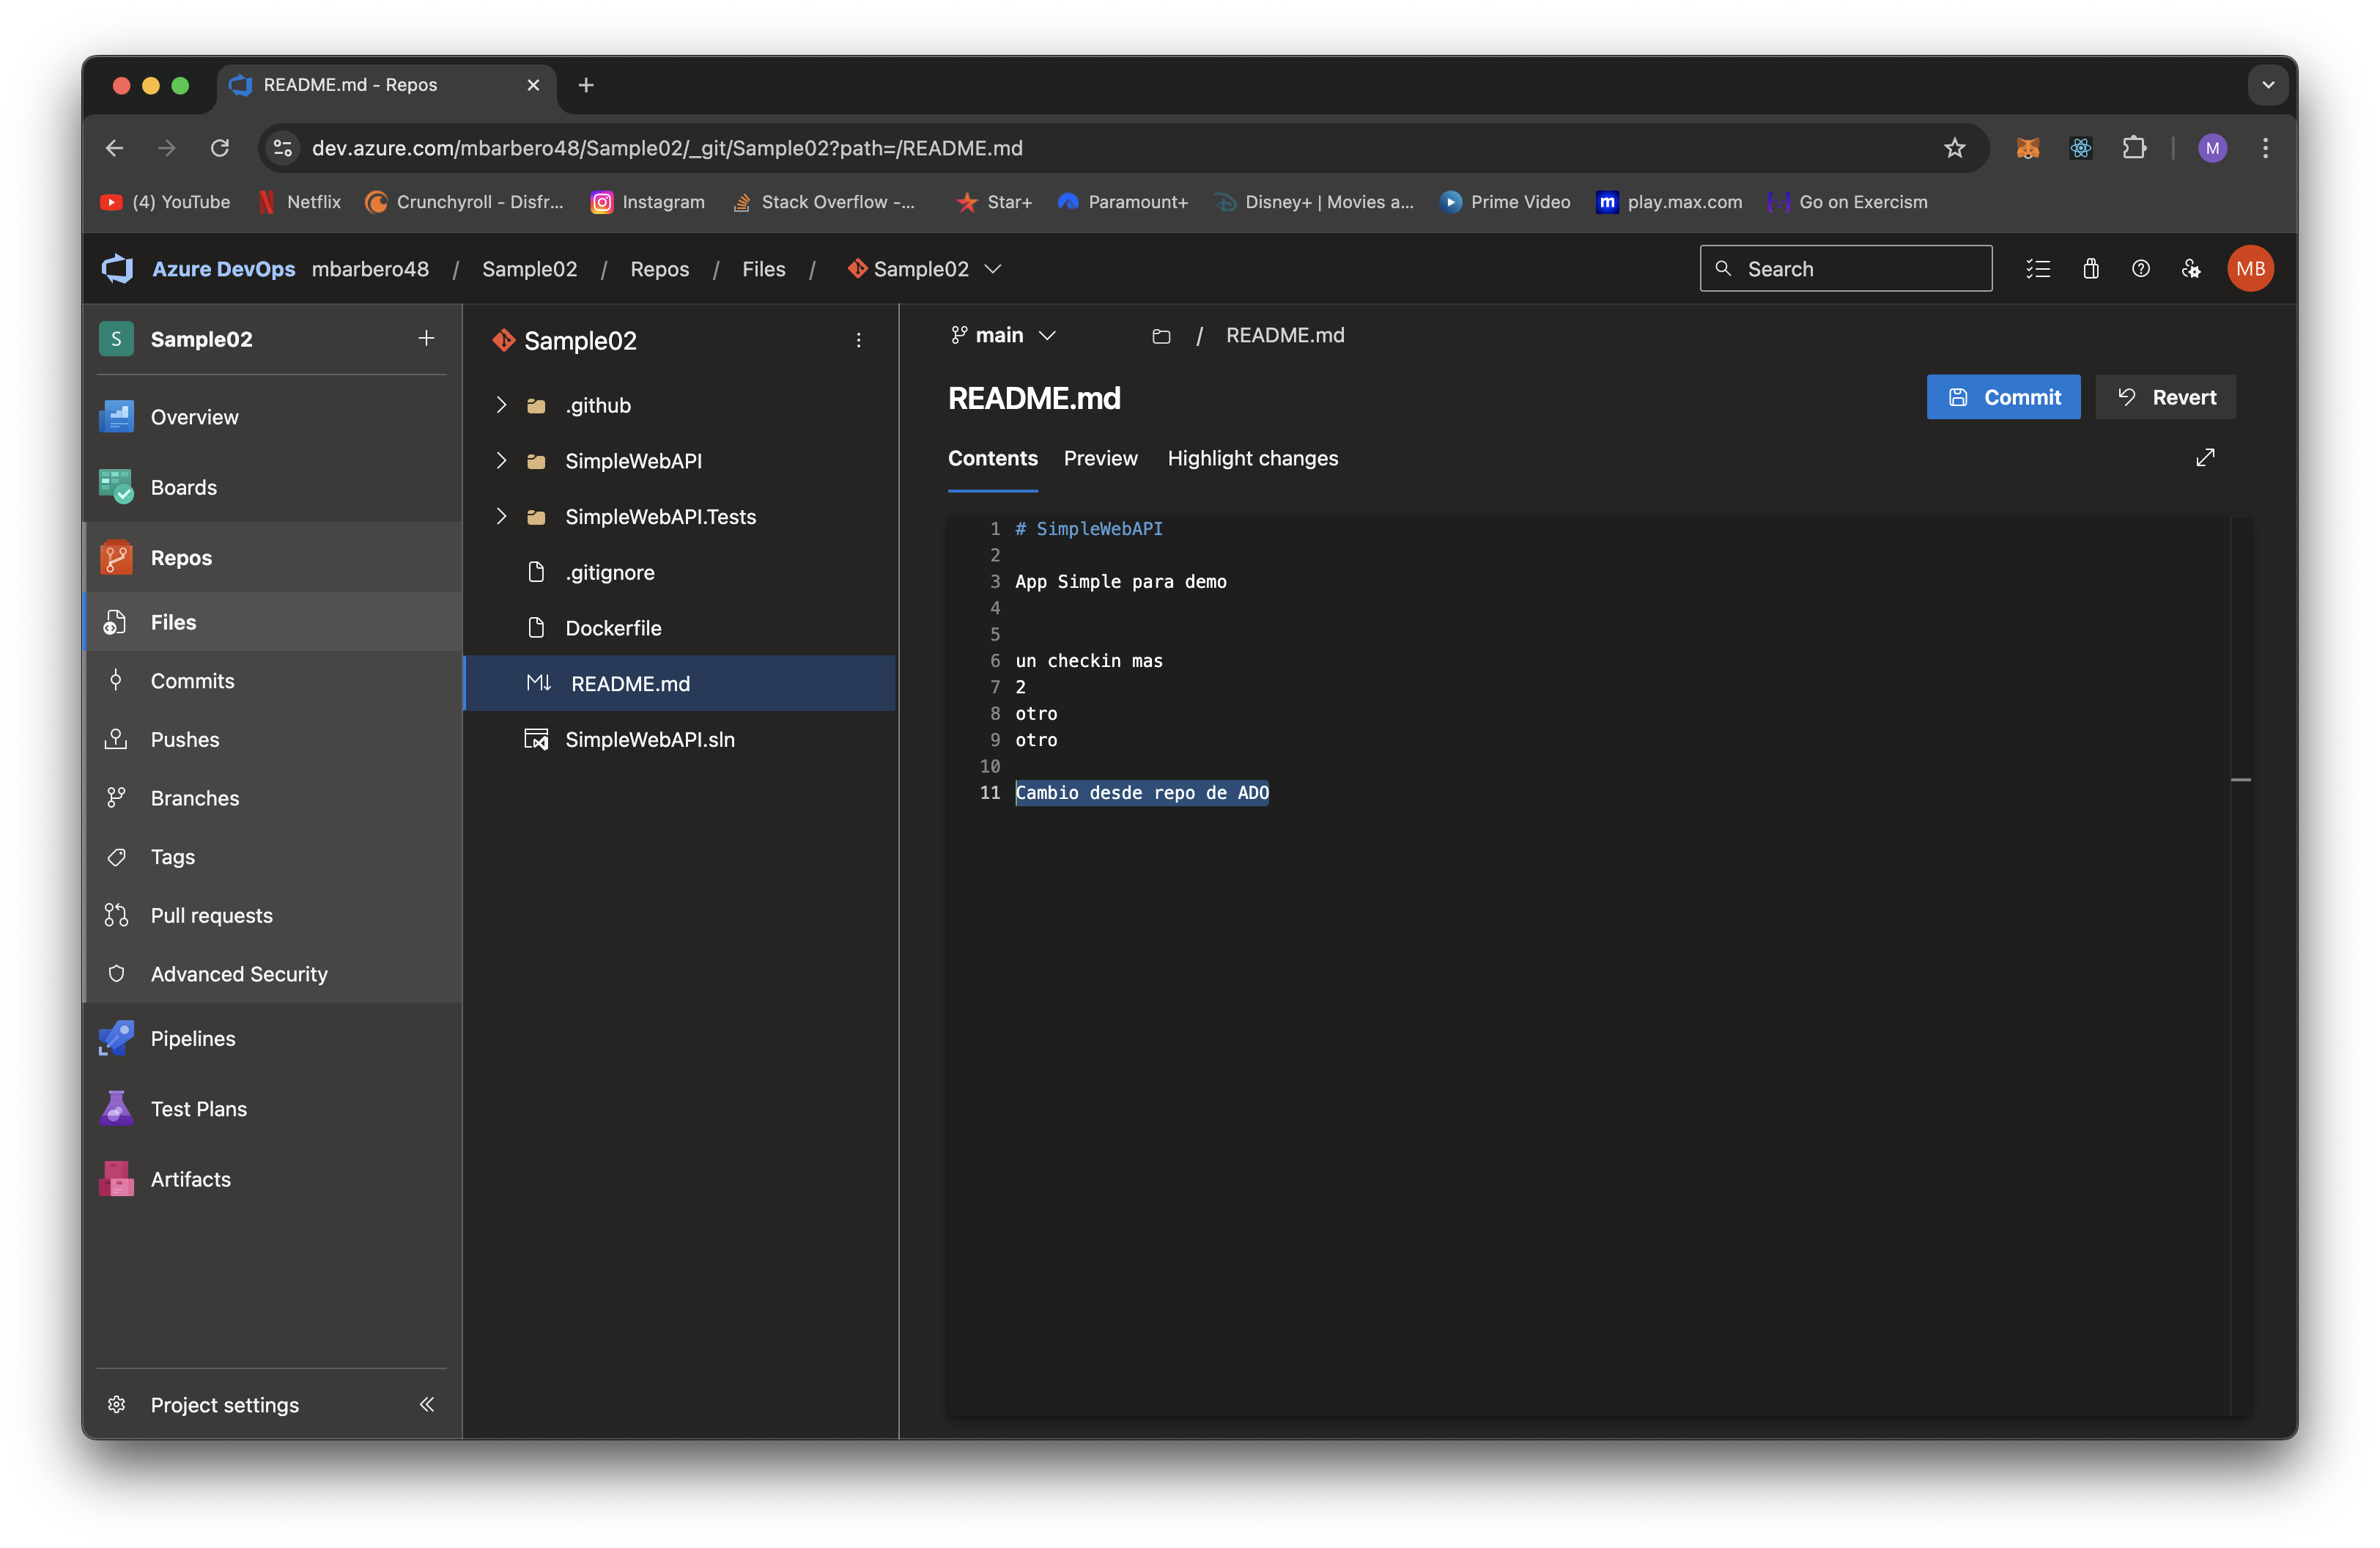 README.md - Repos
dev.azure.com/mbarbero48/Sample02/_git/Sample02?path=/README.md
M
(4) YouTube
Netflix
Crunchyroll - Disfr...
Instagram
Stack Overflow -...
Star+
Paramount+
Disney+ | Movies a...
Prime Video
m play.max.com
Go on Exercism
Azure DevOps mbarbero48 / Sample02 / Repos / Files / Sample02
Search
MB
S Sample02
Overview
Boards
Repos
Files
Commits
Pushes
Branches
Tags
Pull requests
Advanced Security
Pipelines
Test Plans
Artifacts
Project settings
Sample02
.github
SimpleWebAPI
SimpleWebAPI.Tests
.gitignore
Dockerfile
M↓ README.md
SimpleWebAPI.sln
main / README.md
README.md
Commit
Revert
Contents
Preview
Highlight changes
1 # SimpleWebAPI
2
3 App Simple para demo
4
5
6 un checkin mas
7 2
8 otro
9 otro
10
11 Cambio desde repo de ADO